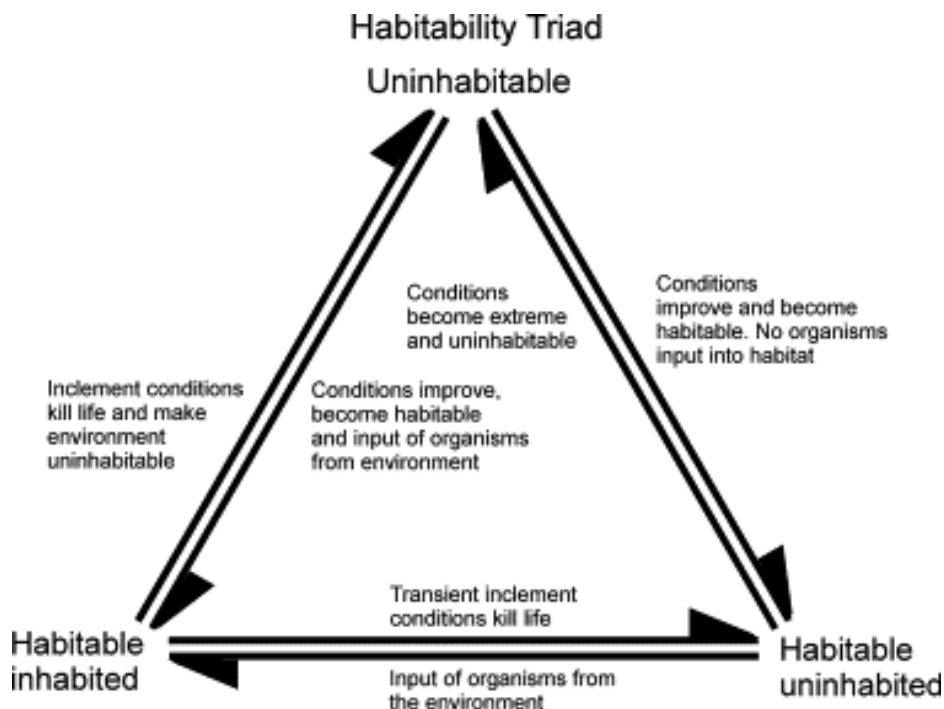 Habitability Triad
Uninhabitable
Conditions
become extreme
and uninhabitable
Conditions
improve and become
habitable. No organisms
input into habitat
Inclement conditions
kill life and make
environment
uninhabitable
Conditions improve,
become habitable
and input of organisms
from environment
Transient inclement
conditions kill life
Habitable
inhabited
Habitable
uninhabited
Input of organisms from
the environment